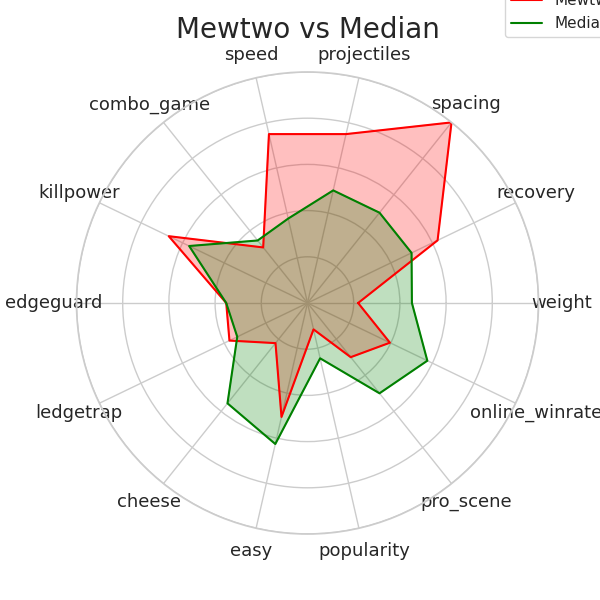 Mewtwo vs Median
speed
projectiles
combo_game
spacing
killpower
recovery
edgeguard
weight
ledgetrap
online_winrate
cheese
pro_scene
easy
popularity